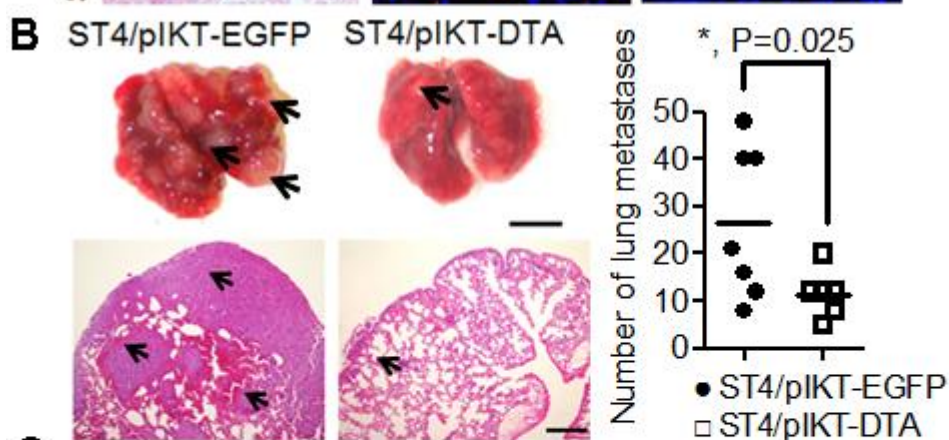 B ST4/pIKT-EGFP ST4/pIKT-DTA
*, P=0.025
Number of lung metastases
50
40
30
20
10
0
● ST4/pIKT-EGFP
□ ST4/pIKT-DTA